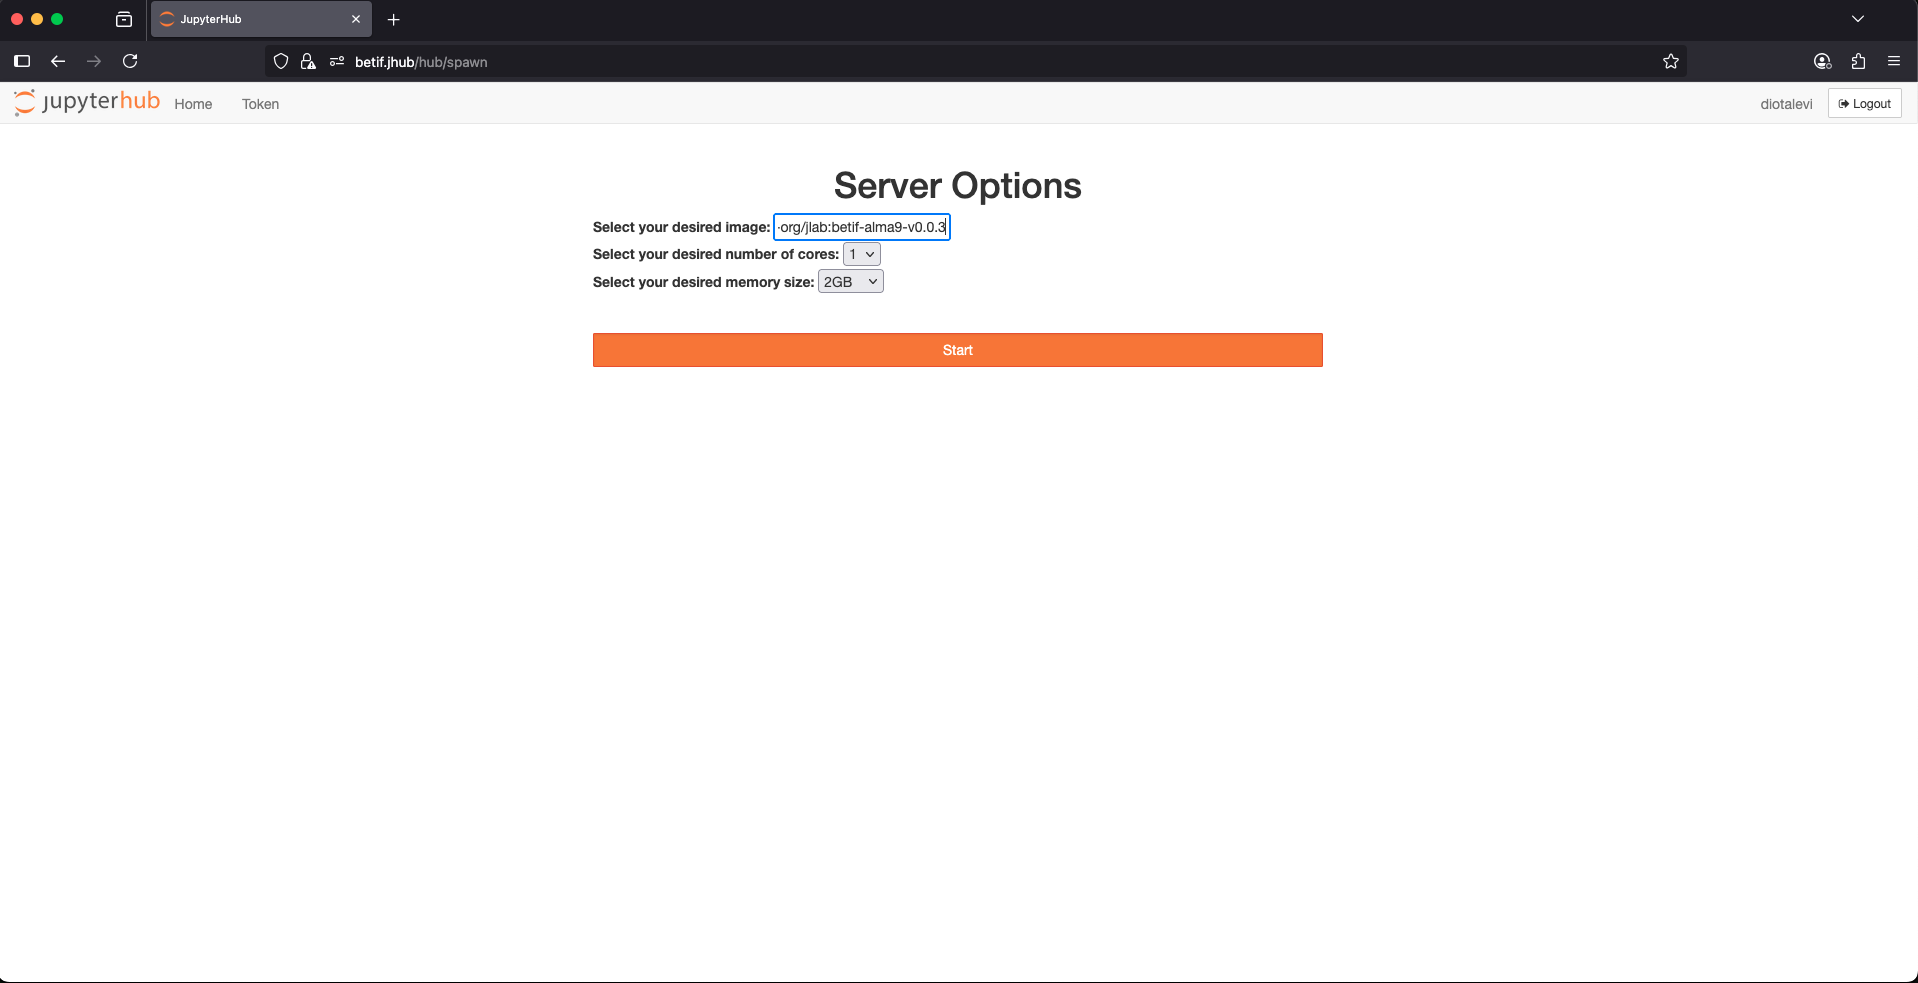 JupyterHub
betif.jhub/hub/spawn
jupyterhub Home Token diotalevi Logout
Server Options
Select your desired image: -org/jlab:betif-alma9-v0.0.3
Select your desired number of cores: 1
Select your desired memory size: 2GB
Start